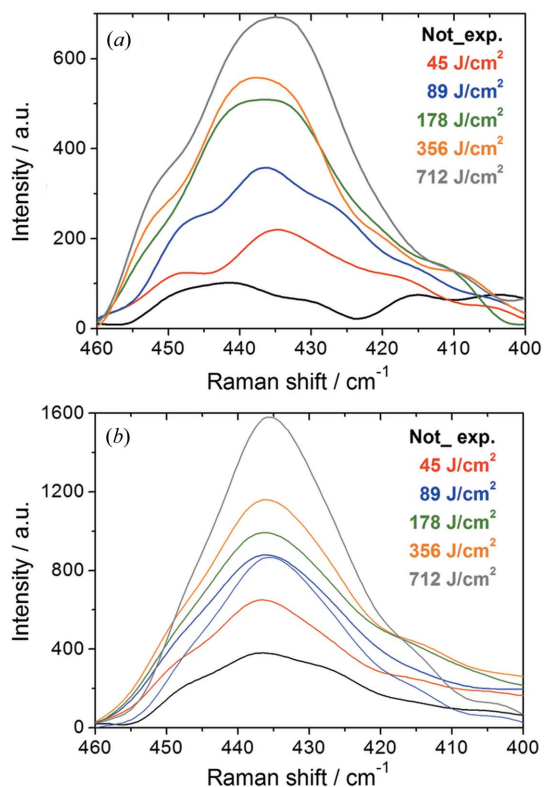 (a)
Not_exp.
45 J/cm²
89 J/cm²
178 J/cm²
356 J/cm²
712 J/cm²
600
400
200
0
Intensity / a.u.
460 450 440 430 420 410 400
Raman shift / cm⁻¹
(b)
Not_ exp.
45 J/cm²
89 J/cm²
178 J/cm²
356 J/cm²
712 J/cm²
1600
1200
800
400
0
Intensity / a.u.
460 450 440 430 420 410 400
Raman shift / cm⁻¹